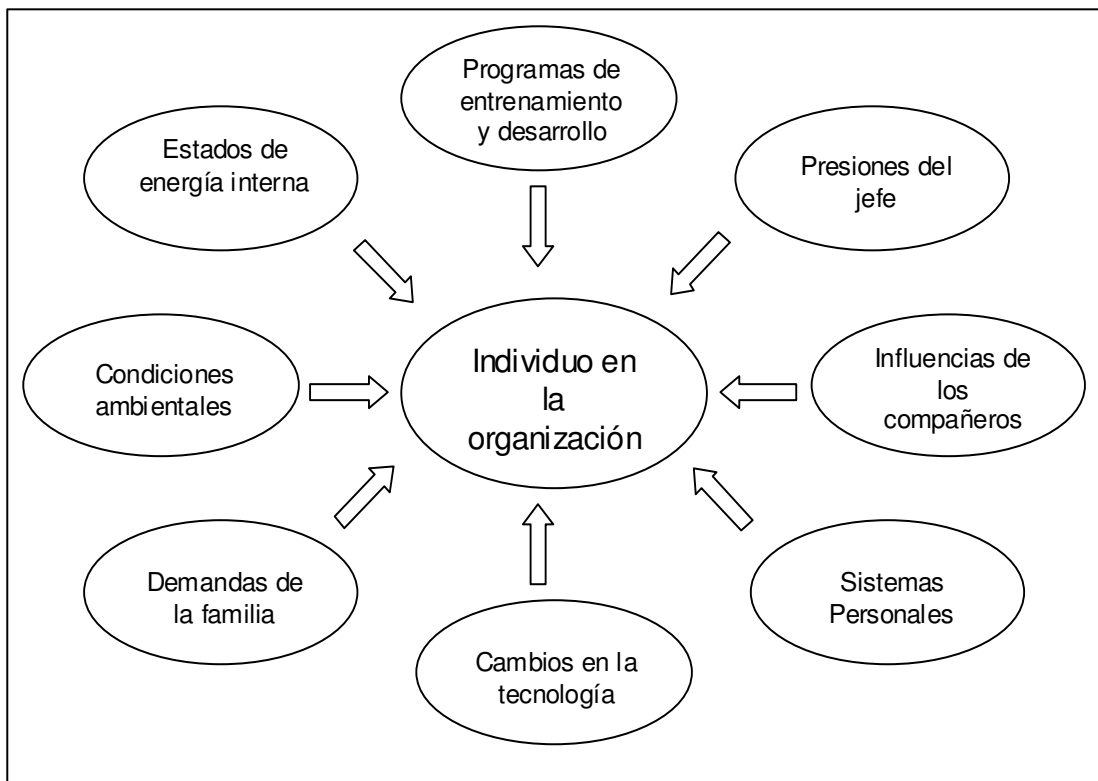 Programas de
entrenamiento
y desarrollo
Estados de
energía interna
Presiones del
jefe
Condiciones
ambientales
Individuo en
la
organización
Influencias de
los
compañeros
Demandas de
la familia
Cambios en la
tecnología
Sistemas
Personales